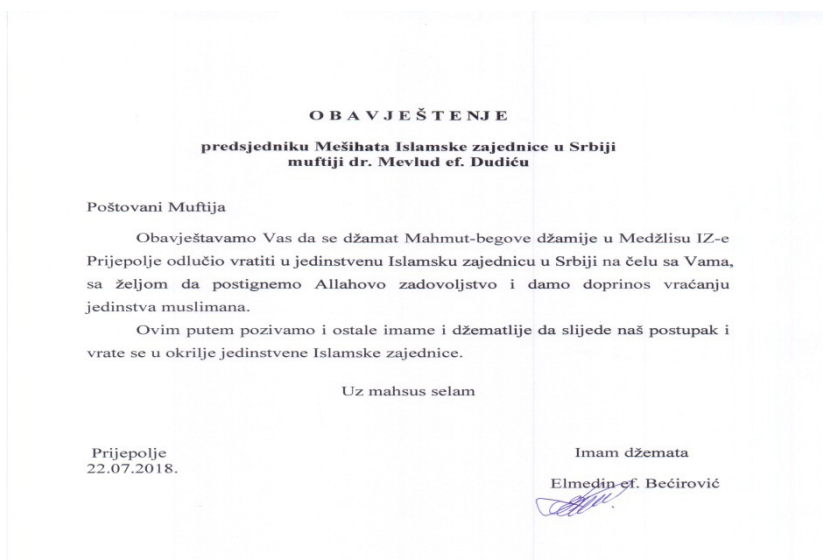 O B A V J E Š T E NJ E
predsjedniku Mešihata Islamske zajednice u Srbiji
muftiji dr. Mevlud ef. Dudiću
Poštovani Muftija
Obavještavamo Vas da se džamat Mahmut-begove džamije u Medžlisu IZ-e
Prijepolje odlučio vratiti u jedinstvenu Islamsku zajednicu u Srbiji na čelu sa Vama,
sa željom da postignemo Allahovo zadovoljstvo i damo doprinos vraćanju
jedinstva muslimana.
Ovim putem pozivamo i ostale imame i džematlije da slijede naš postupak i
vrate se u okrilje jedinstvene Islamske zajednice.
Uz mahsus selam
Prijepolje
22.07.2018.
Imam džemata
Elmedin ef. Bećirović